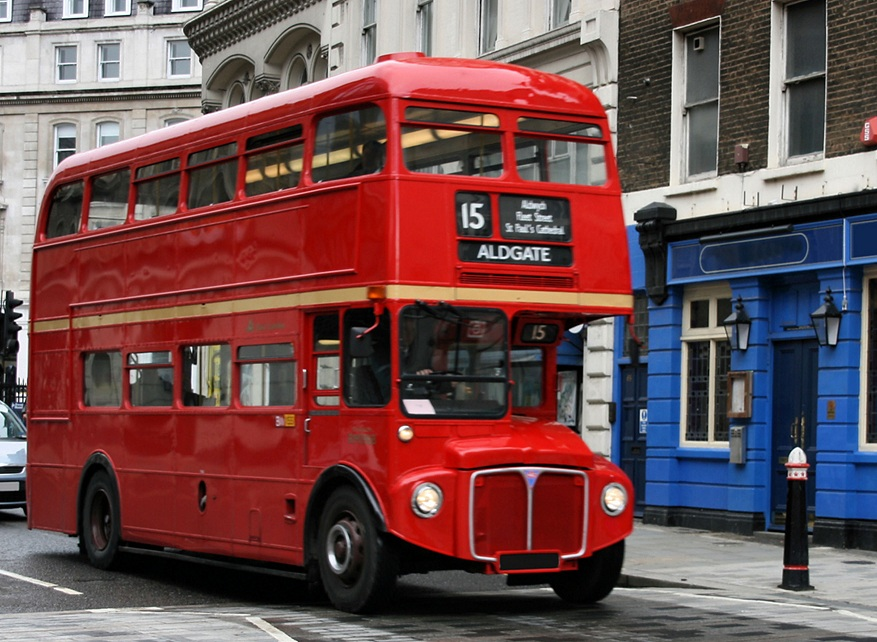 15
Aldwych
Fleet Street
St Paul's Cathedral
ALDGATE
15